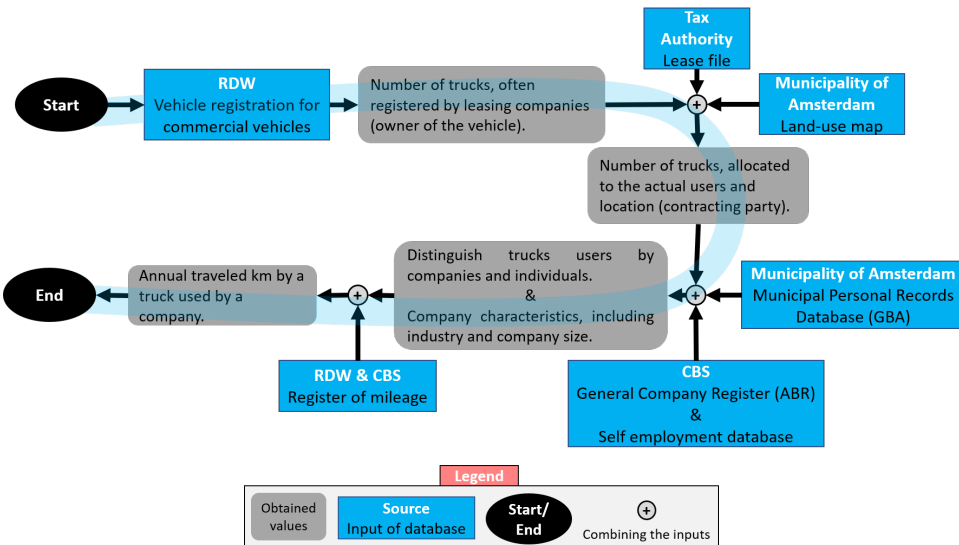 Start
RDW
Vehicle registration for
commercial vehicles
Number of trucks, often
registered by leasing companies
(owner of the vehicle).
Tax
Authority
Lease file
Municipality of
Amsterdam
Land-use map
Number of trucks, allocated
to the actual users and
location (contracting party).
Municipality of Amsterdam
Municipal Personal Records
Database (GBA)
CBS
General Company Register (ABR)
&
Self employment database
Distinguish trucks users by
companies and individuals.
&
Company characteristics, including
industry and company size.
RDW & CBS
Register of mileage
Annual traveled km by a
truck used by a
company.
End
Legend
Obtained
values
Source
Input of database
Start/
End
Combining the inputs